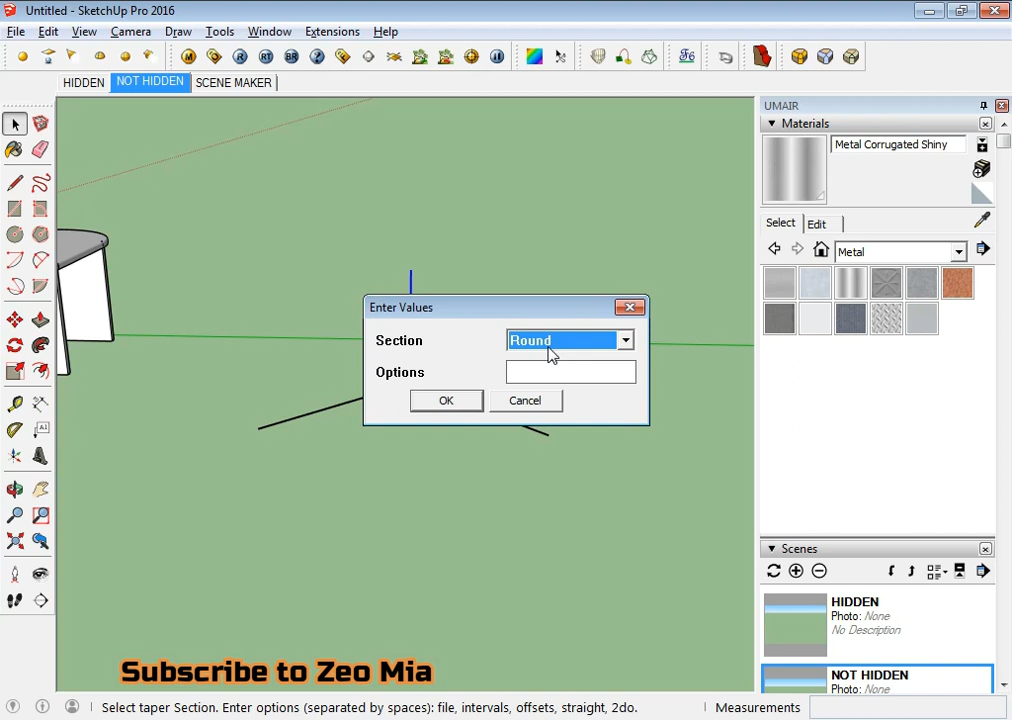 Untitled - SketchUp Pro 2016
File Edit View Camera Draw Tools Window Extensions Help
HIDDEN NOT HIDDEN SCENE MAKER
UMAIR
Materials
Metal Corrugated Shiny
Select Edit
Metal
Enter Values
Section Round
Options
OK Cancel
Scenes
HIDDEN
Photo: None
No Description
NOT HIDDEN
Photo: None
Subscribe to Zeo Mia
Select taper Section. Enter options (separated by spaces): file, intervals, offsets, straight, 2do. Measurements